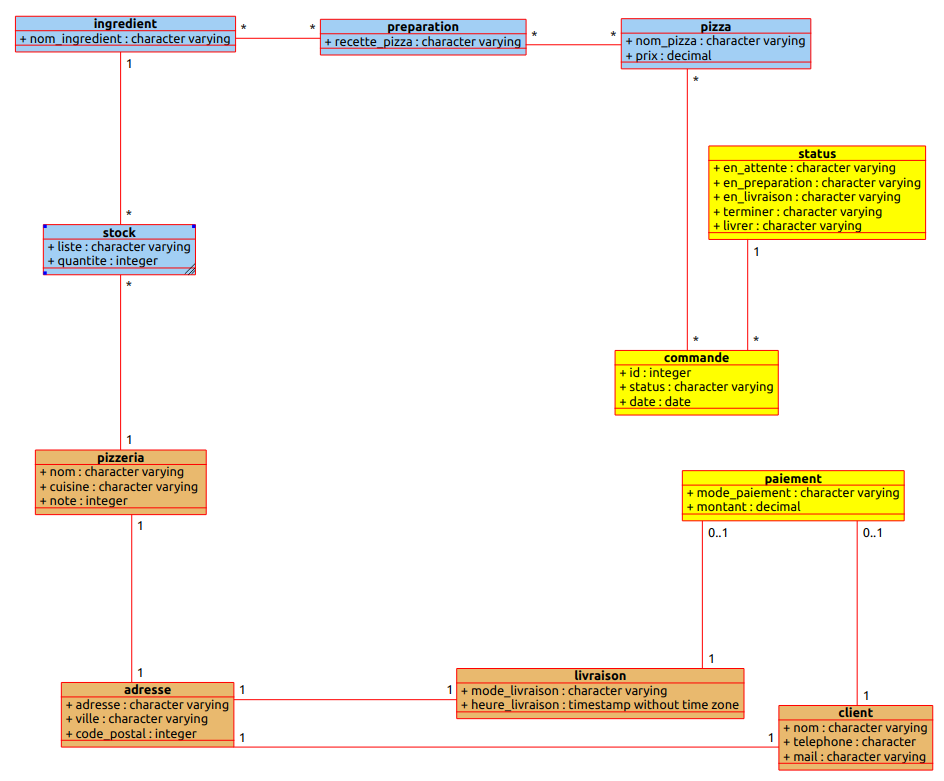 ingredient
+ nom_ingredient : character varying
*
*
preparation
+ recette_pizza : character varying
*
*
pizza
+ nom_pizza : character varying
+ prix : decimal
1
*
status
+ en_attente : character varying
+ en_preparation : character varying
+ en_livraison : character varying
+ terminer : character varying
+ livrer : character varying
*
stock
+ liste : character varying
+ quantite : integer
*
1
*
*
commande
+ id : integer
+ status : character varying
+ date : date
1
pizzeria
+ nom : character varying
+ cuisine : character varying
+ note : integer
1
paiement
+ mode_paiement : character varying
+ montant : decimal
0..1
0..1
1
1
adresse
+ adresse : character varying
+ ville : character varying
+ code_postal : integer
1
1
livraison
+ mode_livraison : character varying
+ heure_livraison : timestamp without time zone
1
1
1
client
+ nom : character varying
+ telephone : character
+ mail : character varying